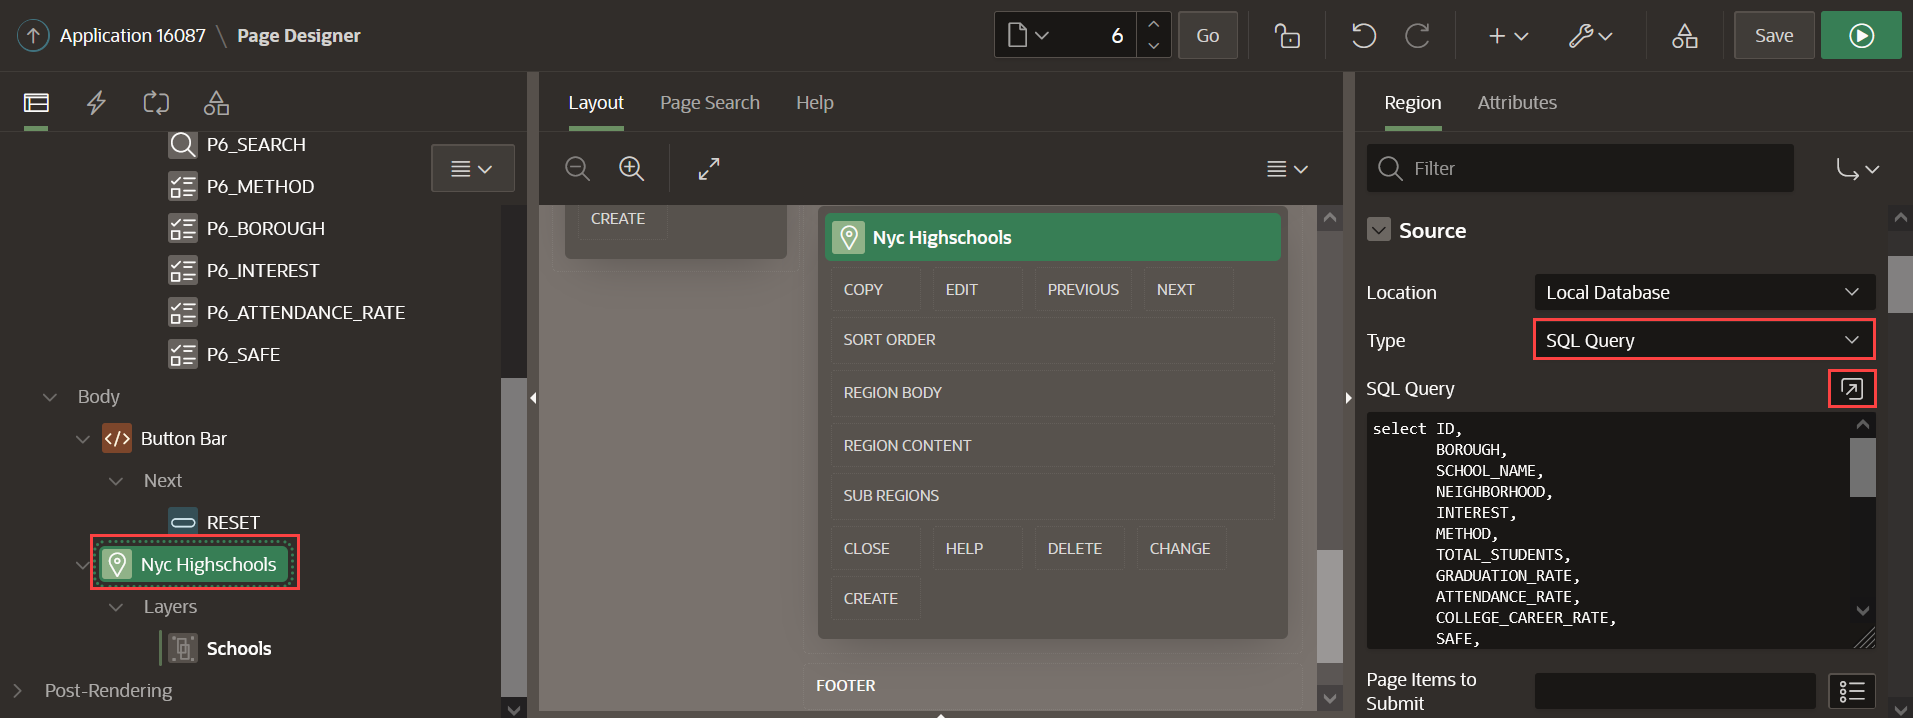 Application 16087 \ Page Designer
6
Go
Save
Layout
Page Search
Help
Region
Attributes
P6_SEARCH
P6_METHOD
P6_BOROUGH
P6_INTEREST
P6_ATTENDANCE_RATE
P6_SAFE
Body
Button Bar
Next
RESET
Nyc Highschools
Layers
Schools
Post-Rendering
CREATE
Nyc Highschools
COPY
EDIT
PREVIOUS
NEXT
SORT ORDER
REGION BODY
REGION CONTENT
SUB REGIONS
CLOSE
HELP
DELETE
CHANGE
CREATE
FOOTER
Filter
Source
Location
Local Database
Type
SQL Query
SQL Query
select ID,
BOROUGH,
SCHOOL_NAME,
NEIGHBORHOOD,
INTEREST,
METHOD,
TOTAL_STUDENTS,
GRADUATION_RATE,
ATTENDANCE_RATE,
COLLEGE_CAREER_RATE,
SAFE,
Page Items to
Submit